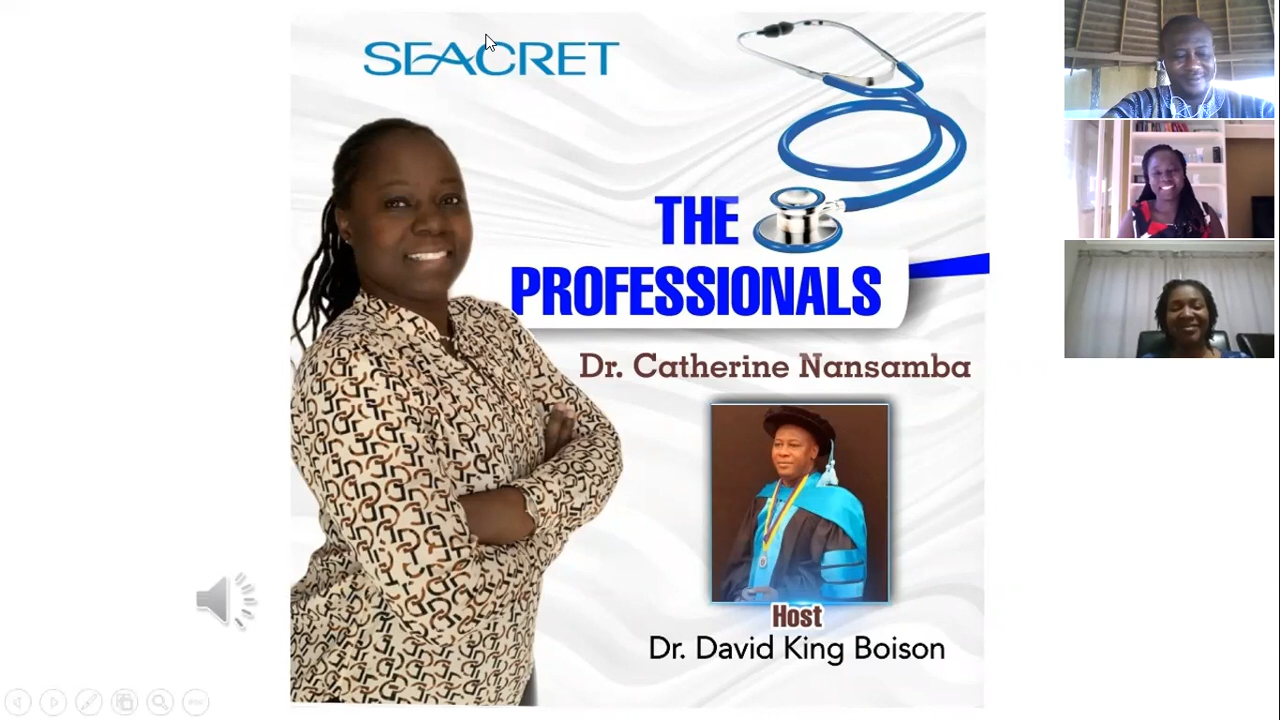 SEACRET
THE
PROFESSIONALS
Dr. Catherine Nansamba
Host
Dr. David King Boison